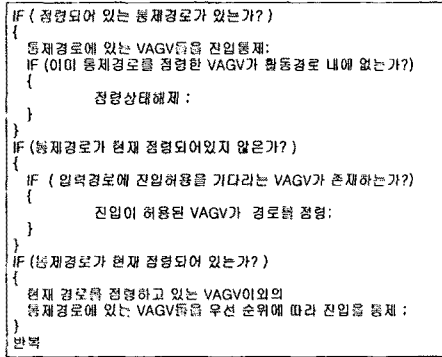 IF ( 점령되어 있는 통제경로가 있는가? )
{
통제경로에 있는 VAGV들을 진입통제;
IF (이미 통제경로를 점령한 VAGV가 활동경로 내에 없는가?)
{
점령상태해제 ;
}
}
IF (통제경로가 현재 점령되어있지 않은가? )
{
IF ( 입력경로에 진입허용을 기다리는 VAGV가 존재하는가?)
{
진입이 허용된 VAGV가 경로를 점령;
}
}
IF (통제경로가 현재 점령되어 있는가? )
{
현재 경로를 점령하고 있는 VAGV이외의
통제경로에 있는 VAGV들을 우선 순위에 따라 진입을 통제 ;
}
반복